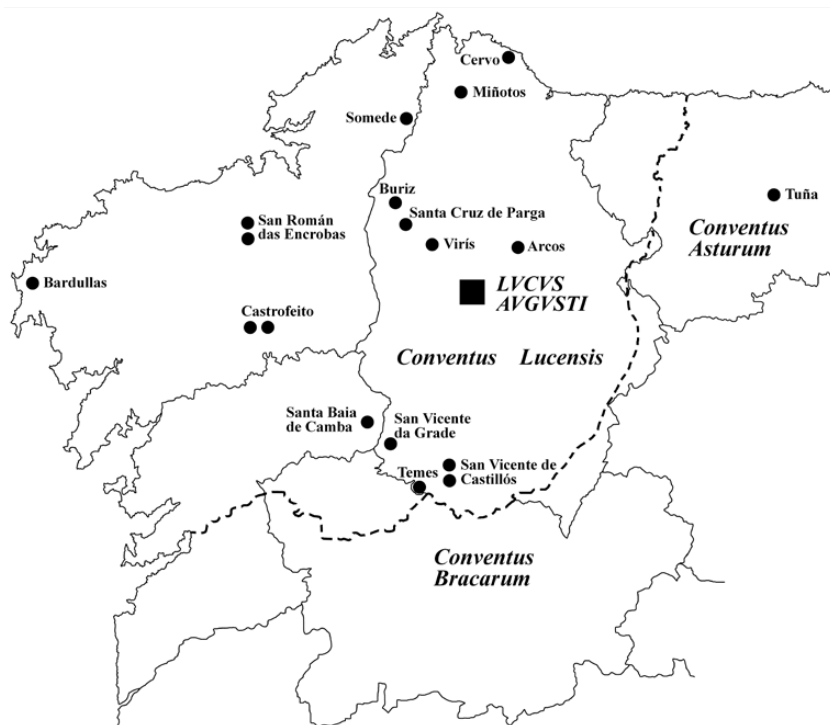 Cervo
Miñotos
Somede
Buriz
Santa Cruz de Parga
Tuña
San Román
das Encrobas
Virís
Arcos
Conventus
Asturum
Bardullas
LVCVS
AVGVSTI
Castrofeito
Conventus Lucensis
Santa Baia
de Camba
San Vicente
da Grade
Temes
San Vicente de
Castillós
Conventus
Bracarum